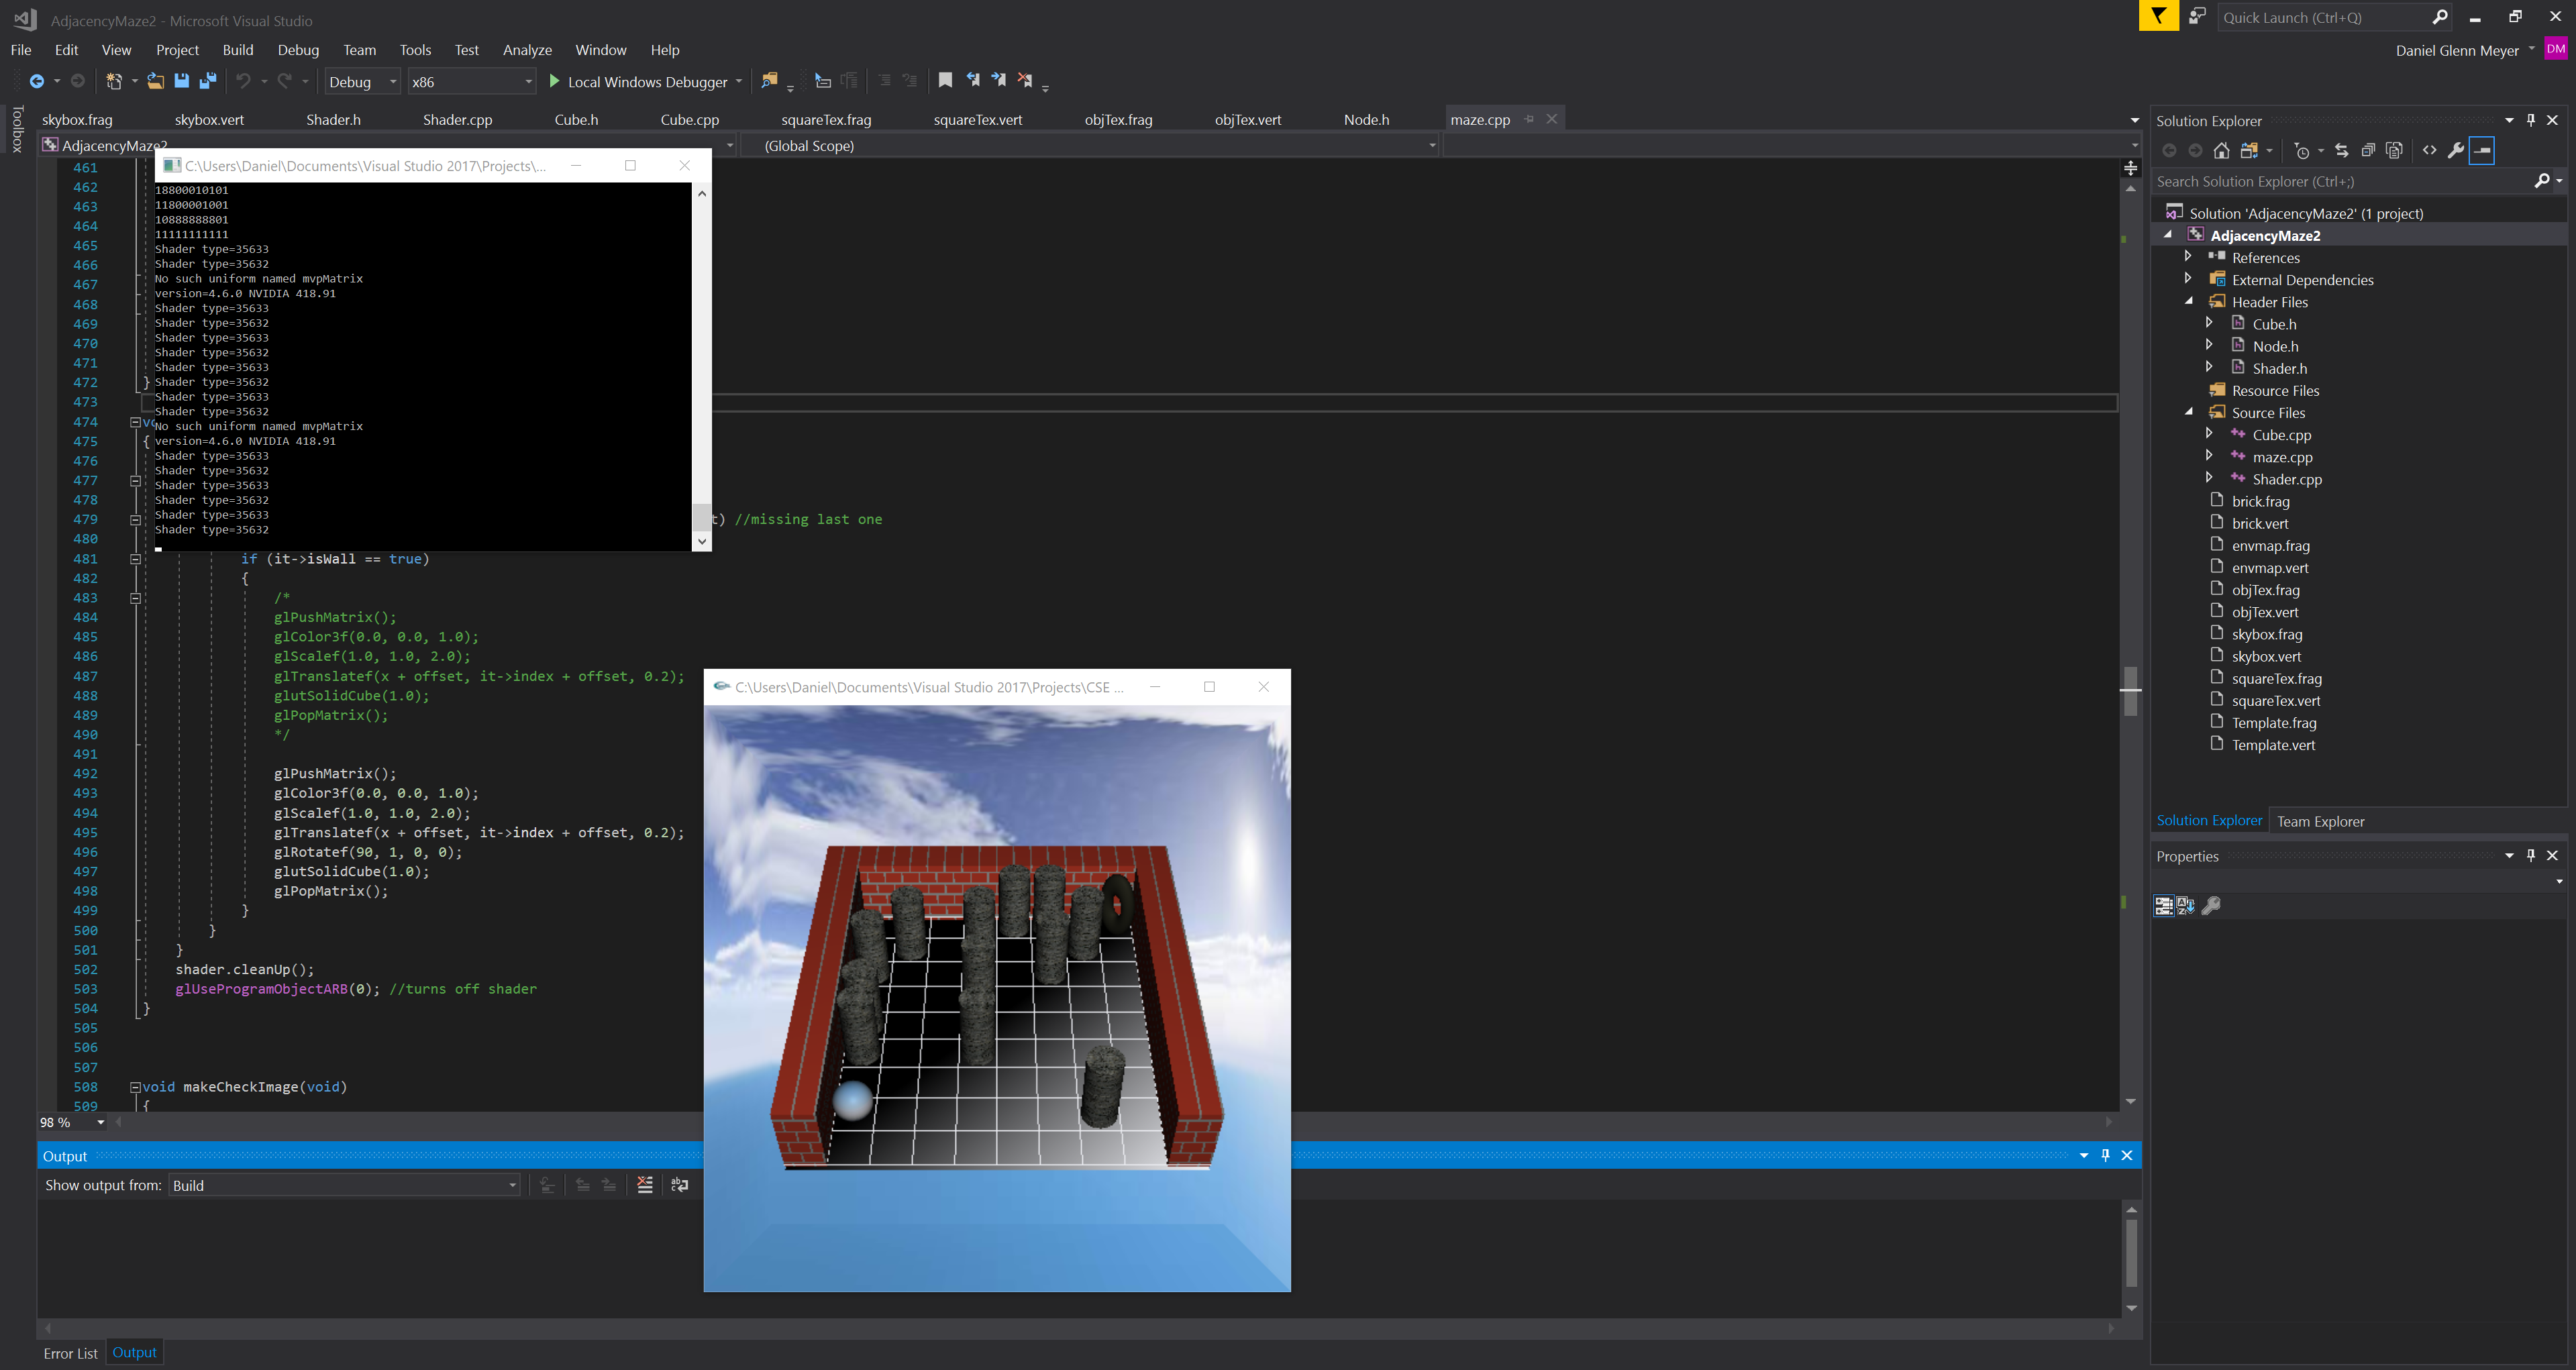 AdjacencyMaze2 - Microsoft Visual Studio
Quick Launch (Ctrl+Q)
File Edit View Project Build Debug Team Tools Test Analyze Window Help
Daniel Glenn Meyer
DM
Debug
x86
Local Windows Debugger
Toolbox
skybox.frag skybox.vert Shader.h Shader.cpp Cube.h Cube.cpp squareTex.frag squareTex.vert objTex.frag objTex.vert Node.h maze.cpp
AdjacencyMaze2
(Global Scope)
C:\Users\Daniel\Documents\Visual Studio 2017\Projects\...
18800010101
11800001001
10888888801
11111111111
Shader type=35633
Shader type=35632
No such uniform named mvpMatrix
version=4.6.0 NVIDIA 418.91
Shader type=35633
Shader type=35632
Shader type=35633
Shader type=35632
Shader type=35633
Shader type=35632
Shader type=35633
Shader type=35632
No such uniform named mvpMatrix
version=4.6.0 NVIDIA 418.91
Shader type=35633
Shader type=35632
Shader type=35633
Shader type=35632
Shader type=35633
Shader type=35632
461
462
463
464
465
466
467
468
469
470
471
472 }
473
474 vo
475 {
476
477
478
479 t) //missing last one
480
481 if (it->isWall == true)
482 {
483 /*
484 glPushMatrix();
485 glColor3f(0.0, 0.0, 1.0);
486 glScalef(1.0, 1.0, 2.0);
487 glTranslatef(x + offset, it->index + offset, 0.2);
488 glutSolidCube(1.0);
489 glPopMatrix();
490 */
491
492 glPushMatrix();
493 glColor3f(0.0, 0.0, 1.0);
494 glScalef(1.0, 1.0, 2.0);
495 glTranslatef(x + offset, it->index + offset, 0.2);
496 glRotatef(90, 1, 0, 0);
497 glutSolidCube(1.0);
498 glPopMatrix();
499 }
500 }
501 }
502 shader.cleanUp();
503 glUseProgramObjectARB(0); //turns off shader
504 }
505
506
507
508 void makeCheckImage(void)
509 {
98 %
C:\Users\Daniel\Documents\Visual Studio 2017\Projects\CSE ...
Output
Show output from: Build
Error List Output
Solution Explorer
Search Solution Explorer (Ctrl+;)
Solution 'AdjacencyMaze2' (1 project)
AdjacencyMaze2
References
External Dependencies
Header Files
Cube.h
Node.h
Shader.h
Resource Files
Source Files
Cube.cpp
maze.cpp
Shader.cpp
brick.frag
brick.vert
envmap.frag
envmap.vert
objTex.frag
objTex.vert
skybox.frag
skybox.vert
squareTex.frag
squareTex.vert
Template.frag
Template.vert
Solution Explorer Team Explorer
Properties